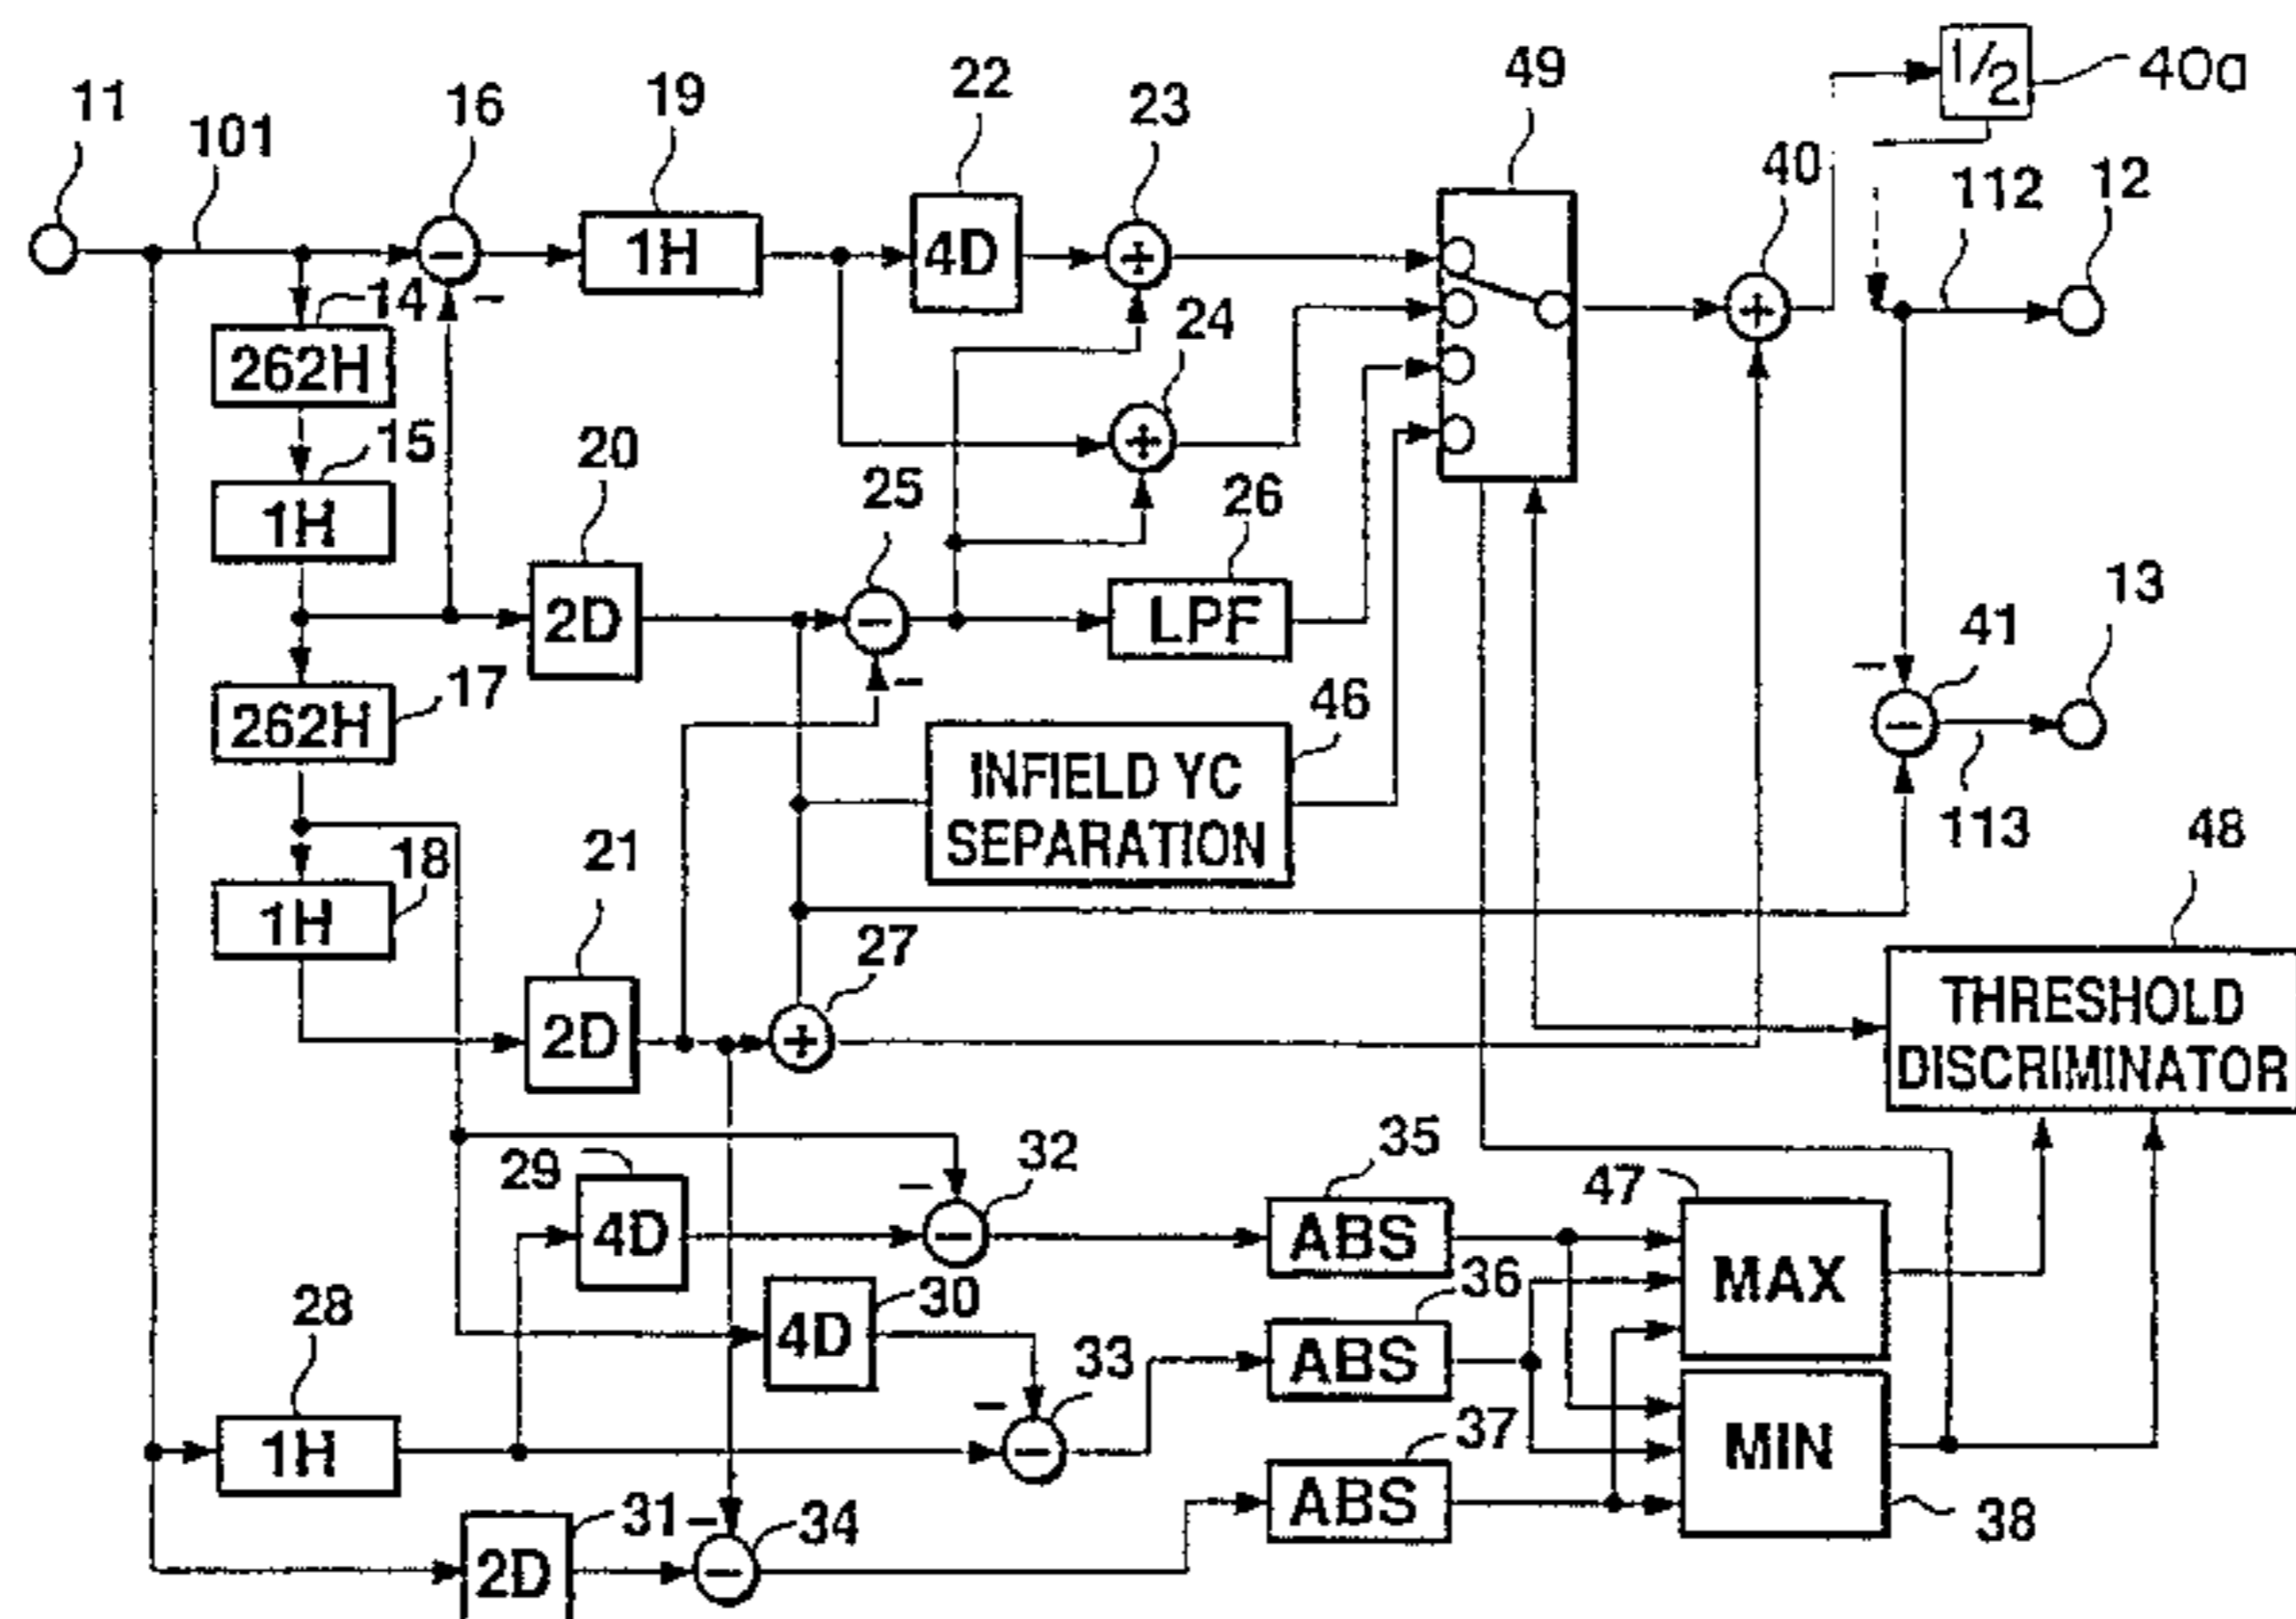 11
101
16
19
22
23
49
1/2
40a
40
112
12
1H
4D
14
262H
24
15
1H
20
25
26
2D
LPF
13
41
17
262H
46
INFIELD YC
SEPARATION
113
48
21
18
1H
27
2D
THRESHOLD
DISCRIMINATOR
29
32
35
47
4D
ABS
MAX
28
30
4D
33
36
ABS
1H
37
MIN
31
34
ABS
38
2D